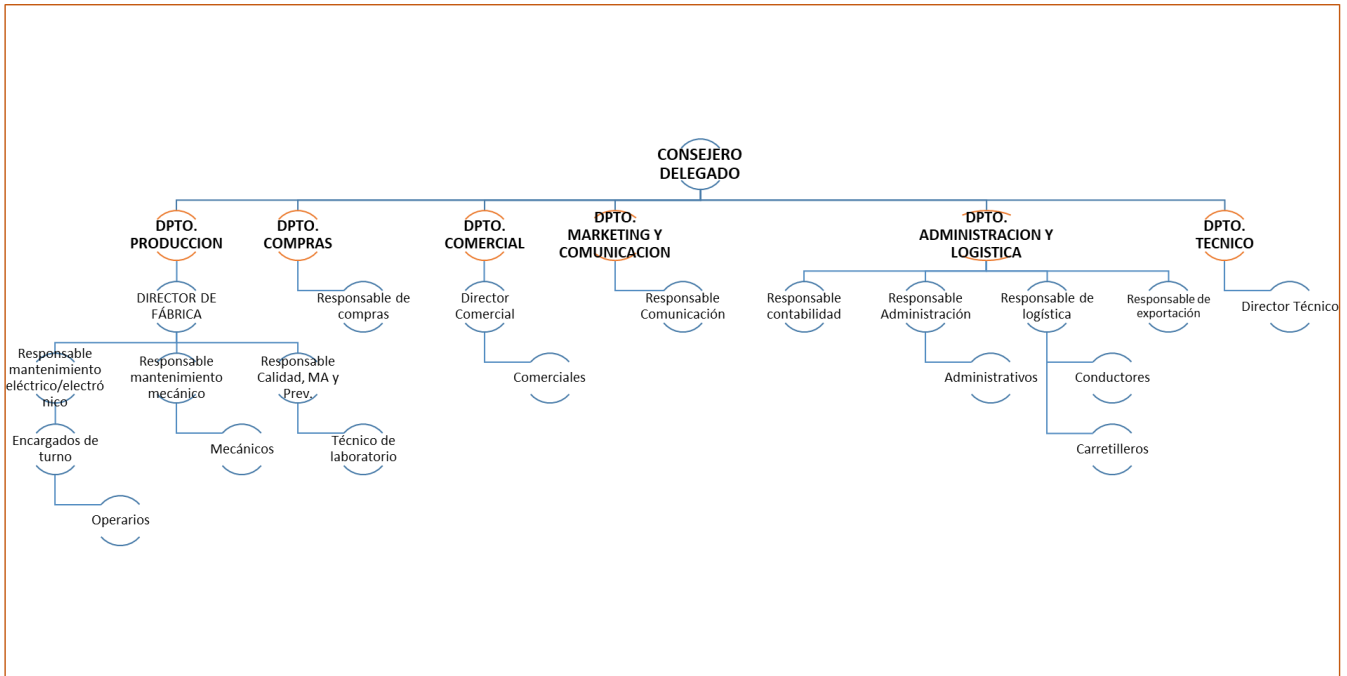 CONSEJERO
DELEGADO
DPTO.
PRODUCCION
DPTO.
COMPRAS
DPTO.
COMERCIAL
DPTO.
MARKETING Y
COMUNICACION
DPTO.
ADMINISTRACION Y
LOGISTICA
DPTO.
TECNICO
DIRECTOR DE
FÁBRICA
Responsable de
compras
Director
Comercial
Responsable
Comunicación
Responsable
contabilidad
Responsable
Administración
Responsable de
logística
Responsable de
exportación
Director Técnico
Responsable
mantenimiento
eléctrico/electró
nico
Responsable
mantenimiento
mecánico
Responsable
Calidad, MA y
Prev.
Comerciales
Administrativos
Conductores
Encargados de
turno
Mecánicos
Técnico de
laboratorio
Carretilleros
Operarios